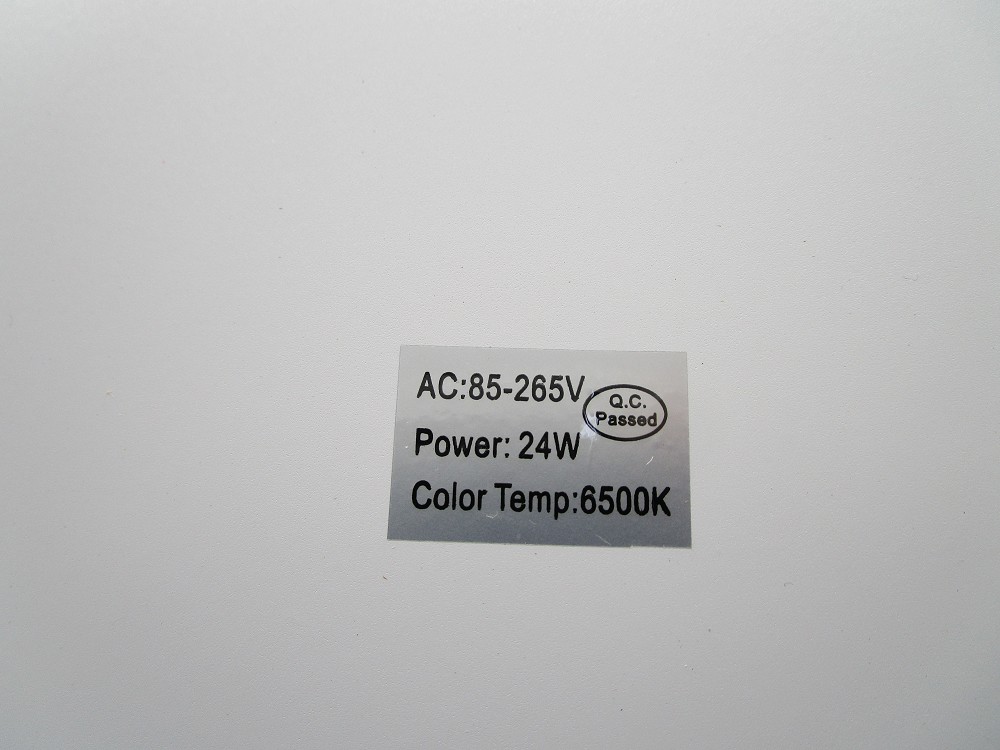 AC:85-265V
Q.C.
Passed
Power: 24W
Color Temp:6500K